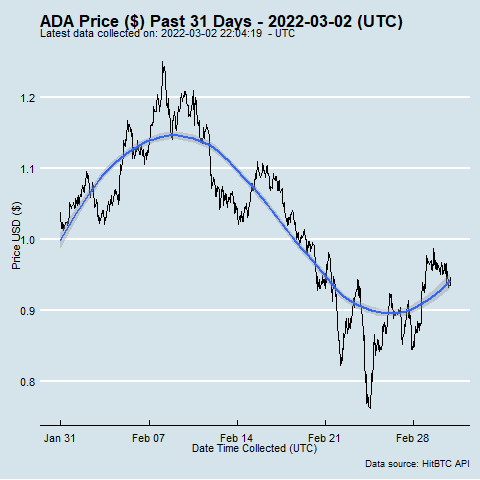 ADA Price ($) Past 31 Days - 2022-03-02 (UTC)
Latest data collected on: 2022-03-02 22:04:19 - UTC
1.2
1.1
1.0
0.9
0.8
Price USD ($)
Jan 31 Feb 07 Feb 14 Feb 21 Feb 28
Date Time Collected (UTC)
Data source: HitBTC API